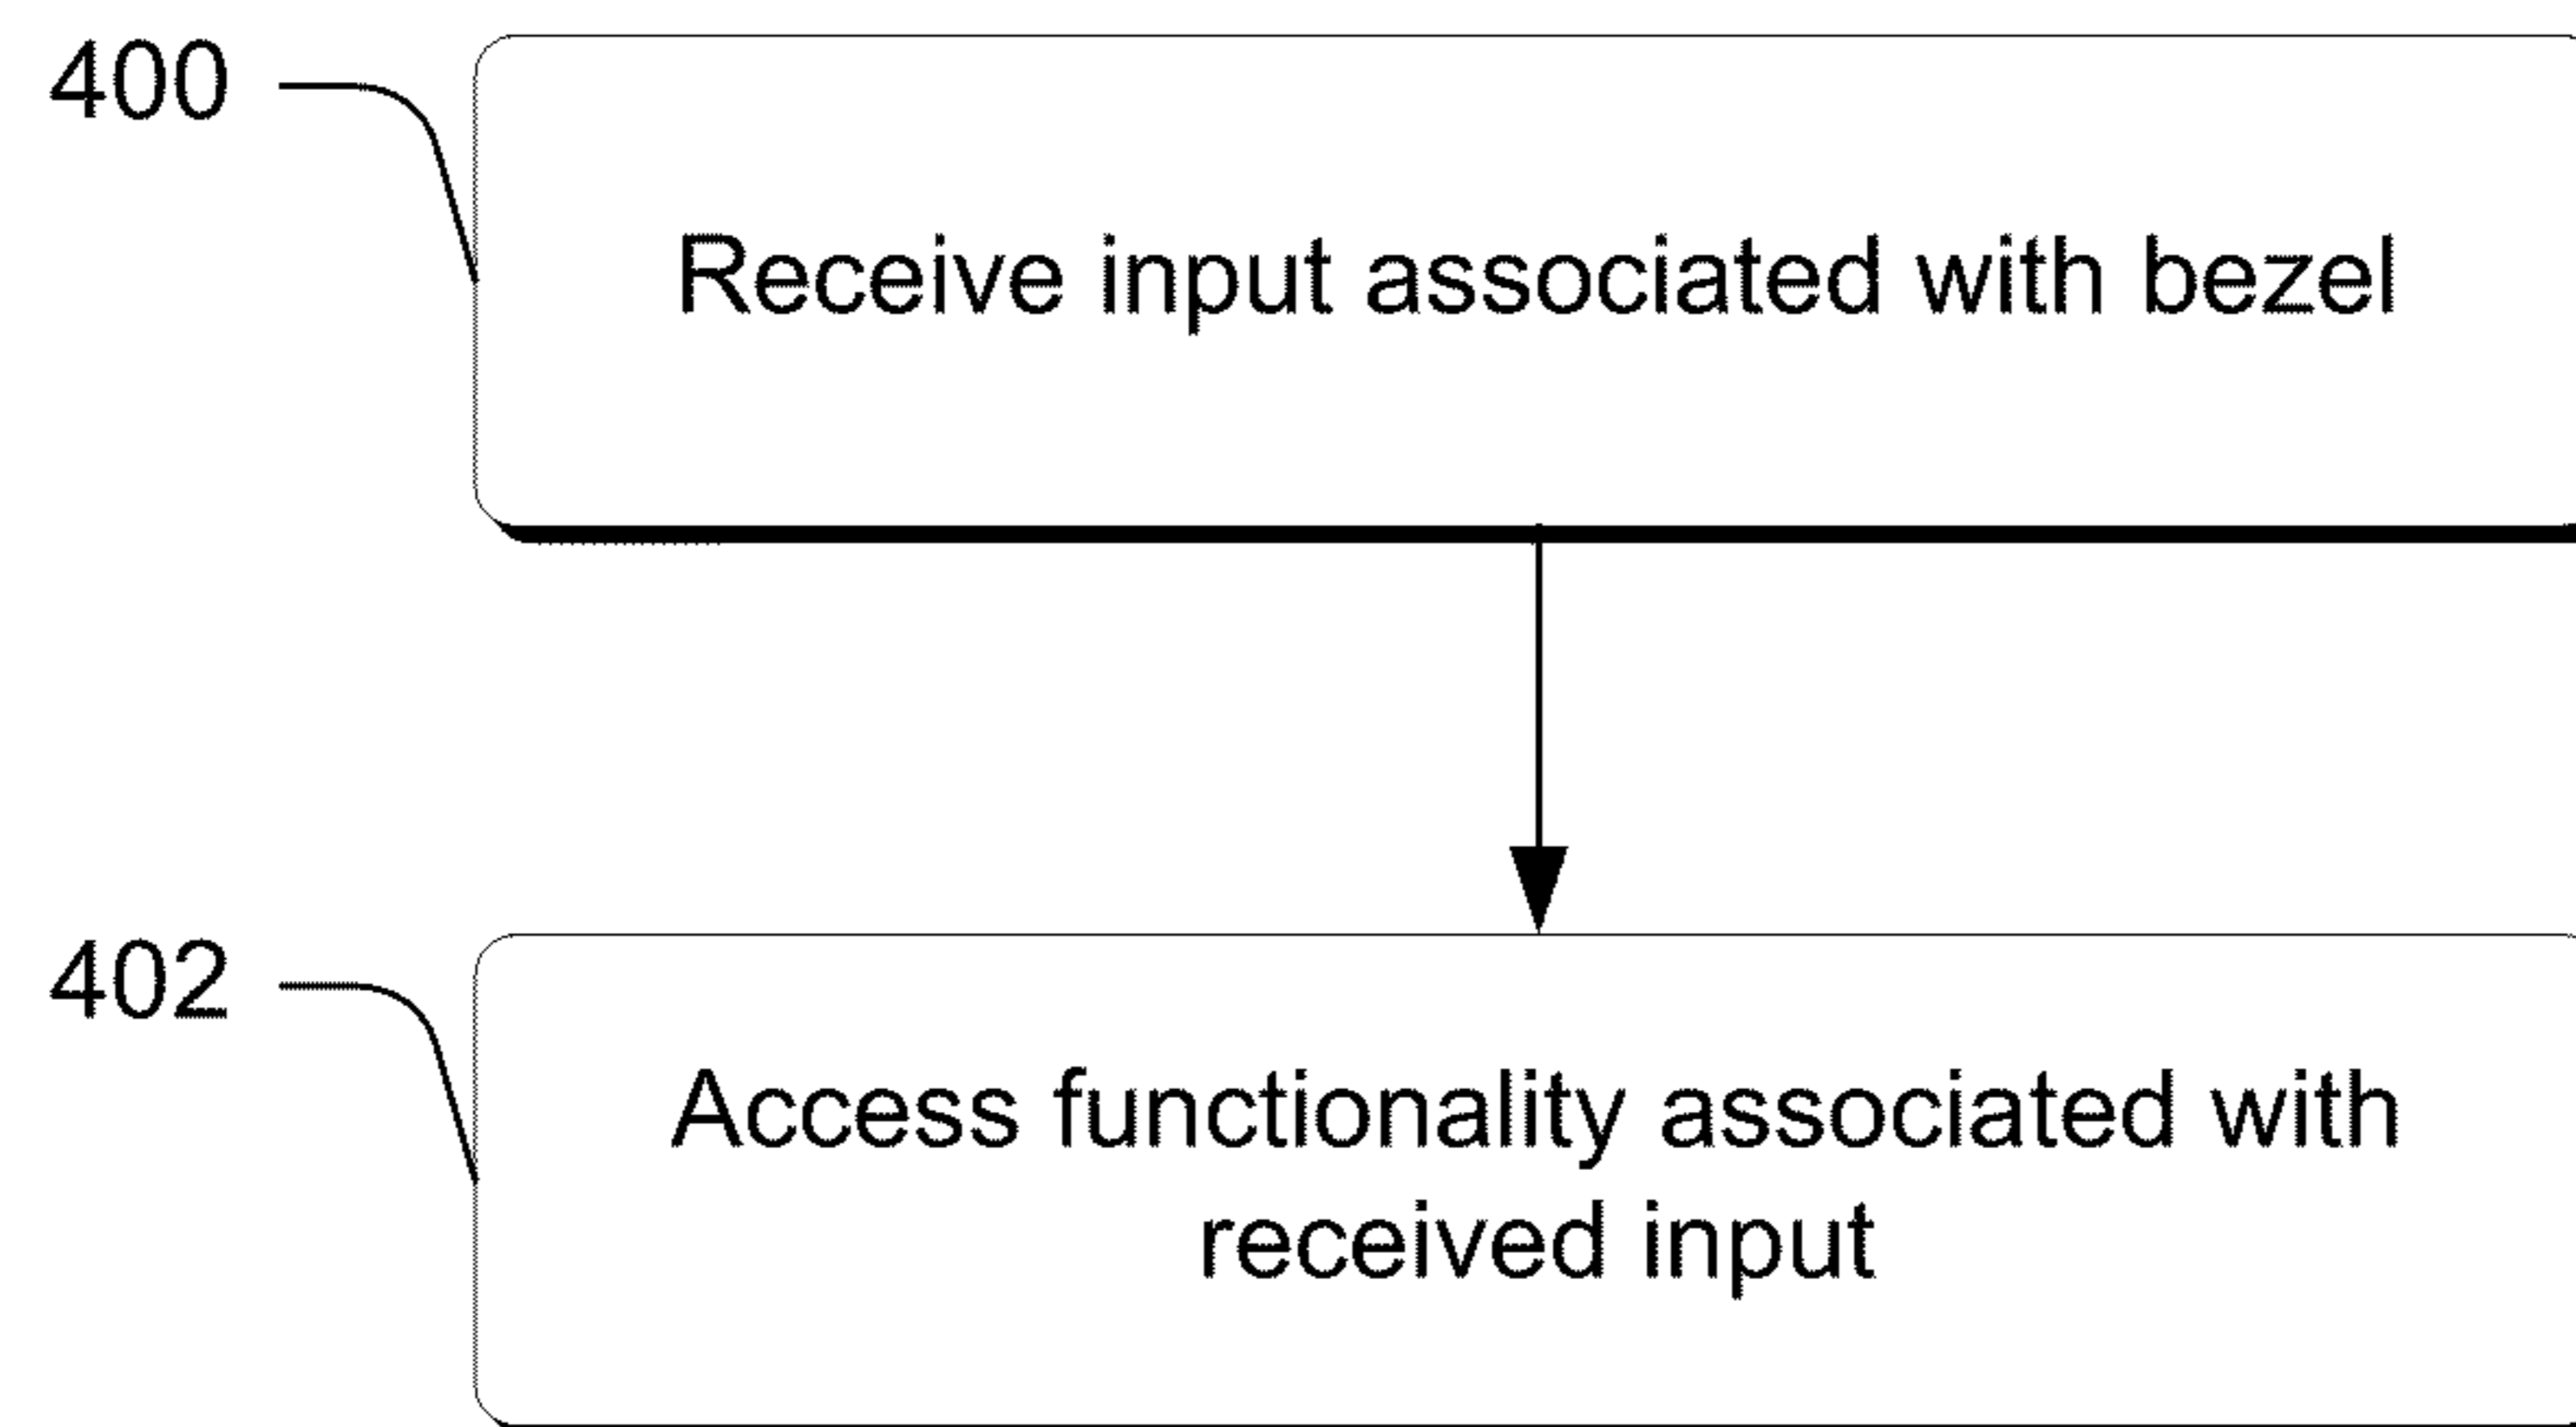 400
Receive input associated with bezel
402
Access functionality associated with
received input